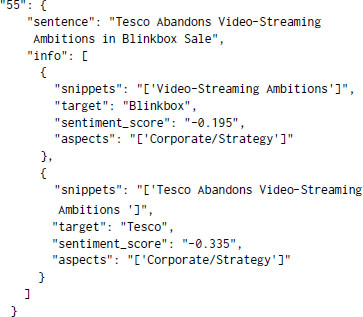 "55": {
"sentence": "Tesco Abandons Video-Streaming
Ambitions in Blinkbox Sale",
"info": [
{
"snippets": "['Video-Streaming Ambitions']",
"target": "Blinkbox",
"sentiment_score": "-0.195",
"aspects": "['Corporate/Strategy']"
},
{
"snippets": "['Tesco Abandons Video-Streaming
Ambitions ']",
"target": "Tesco",
"sentiment_score": "-0.335",
"aspects": "['Corporate/Strategy']"
}
]
}